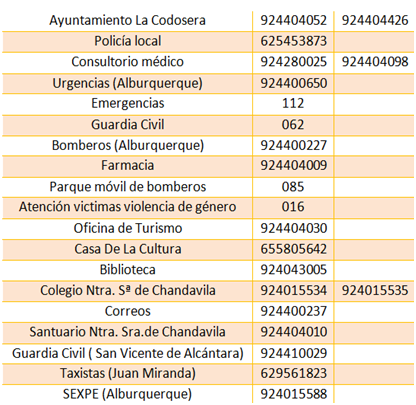 Ayuntamiento La Codosera 924404052 924404426
Policía local 625453873
Consultorio médico 924280025 924404098
Urgencias (Alburquerque) 924400650
Emergencias 112
Guardia Civil 062
Bomberos (Alburquerque) 924400227
Farmacia 924404009
Parque móvil de bomberos 085
Atención victimas violencia de género 016
Oficina de Turismo 924404030
Casa De La Cultura 655805642
Biblioteca 924043005
Colegio Ntra. Sª de Chandavila 924015534 924015535
Correos 924400237
Santuario Ntra. Sra.de Chandavila 924404010
Guardia Civil ( San Vicente de Alcántara) 924410029
Taxistas (Juan Miranda) 629561823
SEXPE (Alburquerque) 924015588